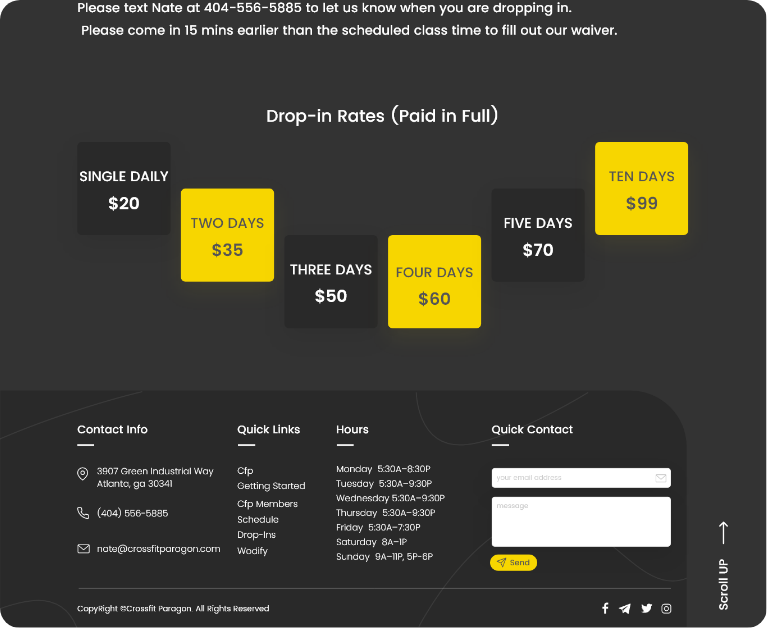 Please text Nate at 404-556-5885 to let us know when you are dropping in.
Please come in 15 mins earlier than the scheduled class time to fill out our waiver.
Drop-in Rates (Paid in Full)
SINGLE DAILY
$20
TWO DAYS
$35
THREE DAYS
$50
FOUR DAYS
$60
FIVE DAYS
$70
TEN DAYS
$99
Contact Info
3907 Green Industrial Way
Atlanta, ga 30341
(404) 556-5885
nate@crossfitparagon.com
Quick Links
Cfp
Getting Started
Cfp Members
Schedule
Drop-Ins
Wodify
Hours
Monday 5:30A–8:30P
Tuesday 5:30A–9:30P
Wednesday 5:30A–9:30P
Thursday 5:30A–9:30P
Friday 5:30A–7:30P
Saturday 8A–1P
Sunday 9A–11P, 5P-6P
Quick Contact
your email address
message
Send
Scroll UP
CopyRight ©Crossfit Paragon. All Rights Reserved